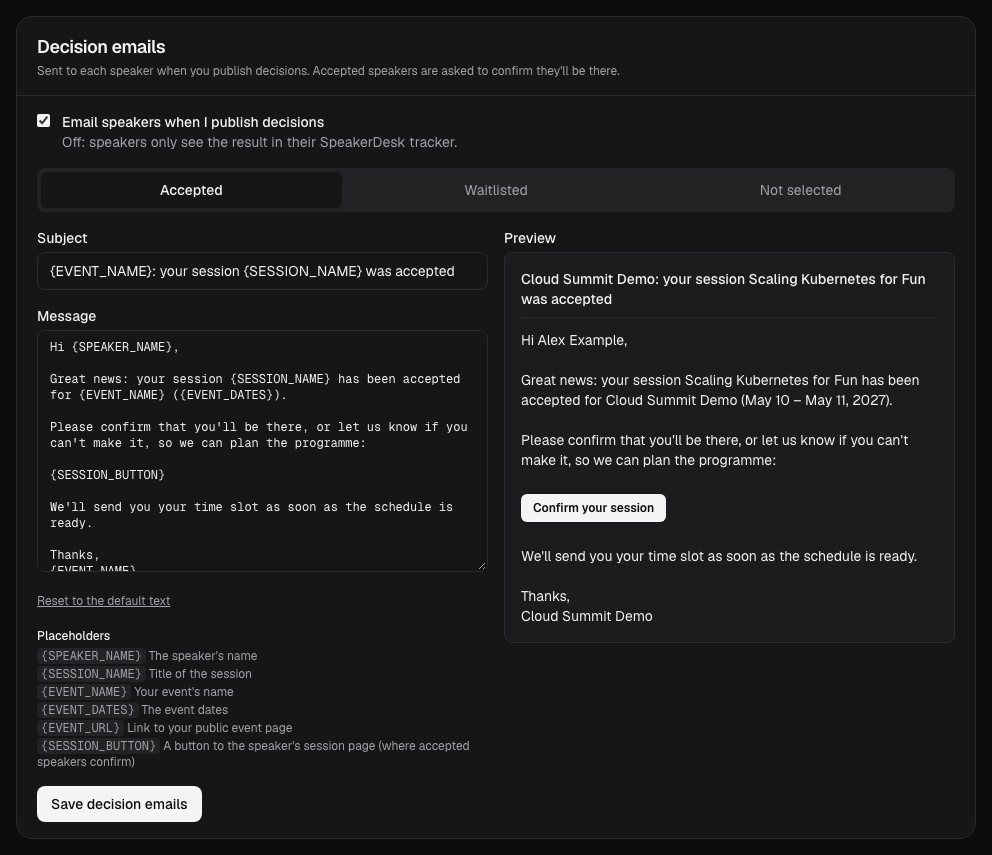 Decision emails
Sent to each speaker when you publish decisions. Accepted speakers are asked to confirm they'll be there.
Email speakers when I publish decisions
Off: speakers only see the result in their SpeakerDesk tracker.
Accepted
Waitlisted
Not selected
Subject
{EVENT_NAME}: your session {SESSION_NAME} was accepted
Message
Hi {SPEAKER_NAME},
Great news: your session {SESSION_NAME} has been accepted
for {EVENT_NAME} ({EVENT_DATES}).
Please confirm that you'll be there, or let us know if you
can't make it, so we can plan the programme:
{SESSION_BUTTON}
We'll send you your time slot as soon as the schedule is
ready.
Thanks,
{EVENT_NAME}
Reset to the default text
Placeholders
{SPEAKER_NAME} The speaker's name
{SESSION_NAME} Title of the session
{EVENT_NAME} Your event's name
{EVENT_DATES} The event dates
{EVENT_URL} Link to your public event page
{SESSION_BUTTON} A button to the speaker's session page (where accepted
speakers confirm)
Save decision emails
Preview
Cloud Summit Demo: your session Scaling Kubernetes for Fun
was accepted
Hi Alex Example,
Great news: your session Scaling Kubernetes for Fun has been
accepted for Cloud Summit Demo (May 10 – May 11, 2027).
Please confirm that you'll be there, or let us know if you can't
make it, so we can plan the programme:
Confirm your session
We'll send you your time slot as soon as the schedule is ready.
Thanks,
Cloud Summit Demo